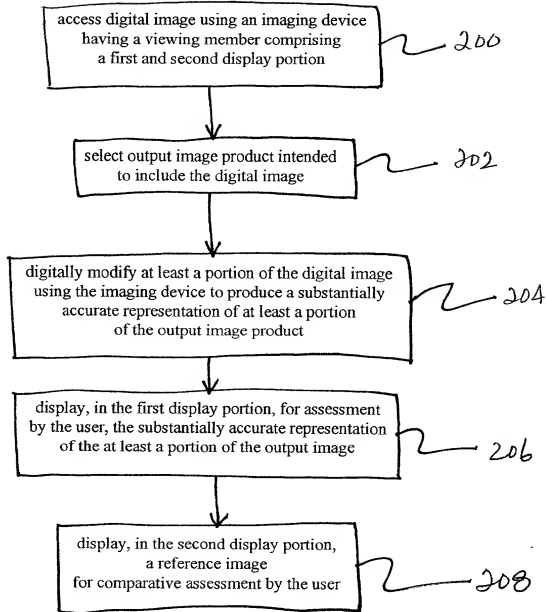 access digital image using an imaging device
having a viewing member comprising
a first and second display portion
200
select output image product intended
to include the digital image
202
digitally modify at least a portion of the digital image
using the imaging device to produce a substantially
accurate representation of at least a portion
of the output image product
204
display, in the first display portion, for assessment
by the user, the substantially accurate representation
of the at least a portion of the output image
206
display, in the second display portion,
a reference image
for comparative assessment by the user
208